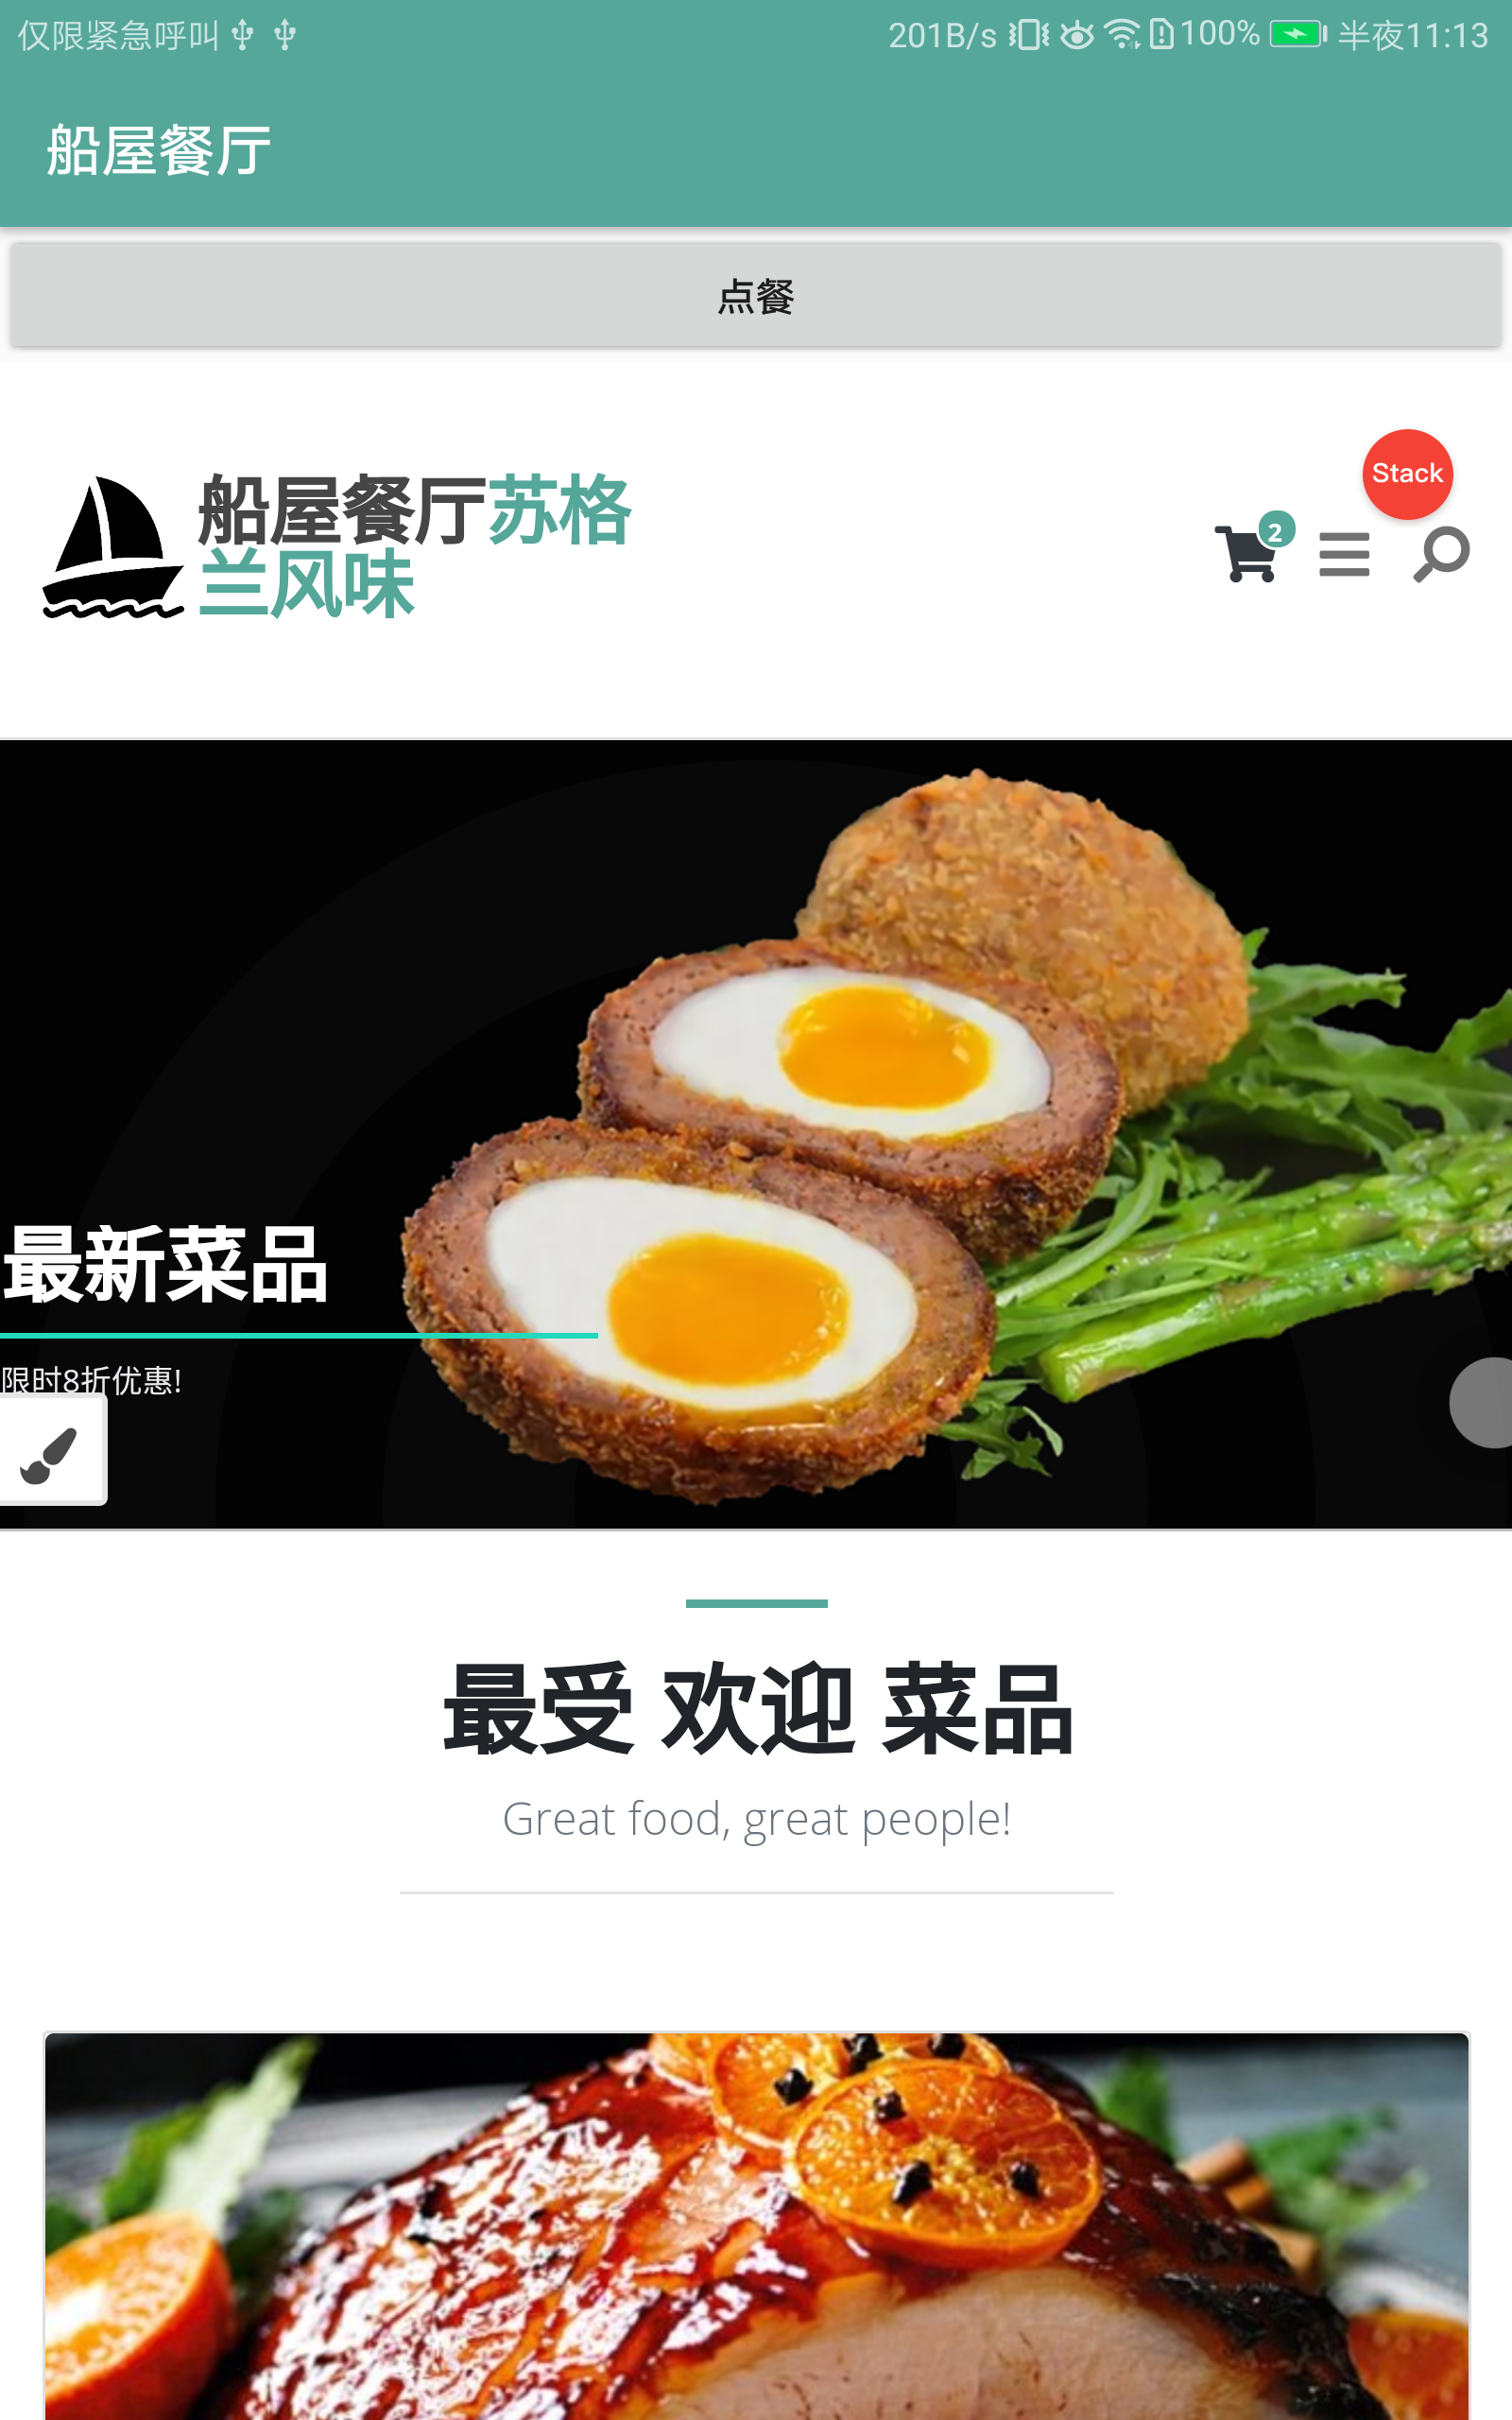 仅限紧急呼叫
201B/s 100% 半夜11:13
船屋餐厅
点餐
Stack
船屋餐厅苏格
兰风味
2
最新菜品
限时8折优惠!
最受 欢迎 菜品
Great food, great people!